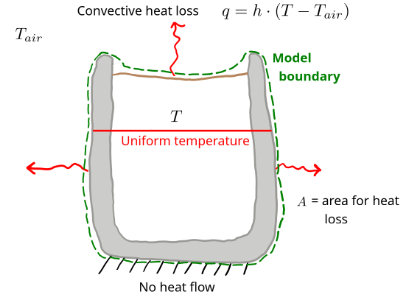 Convective heat loss
q = h · (T − T_air)
T_air
Model
boundary
T
Uniform temperature
A = area for heat
loss
No heat flow